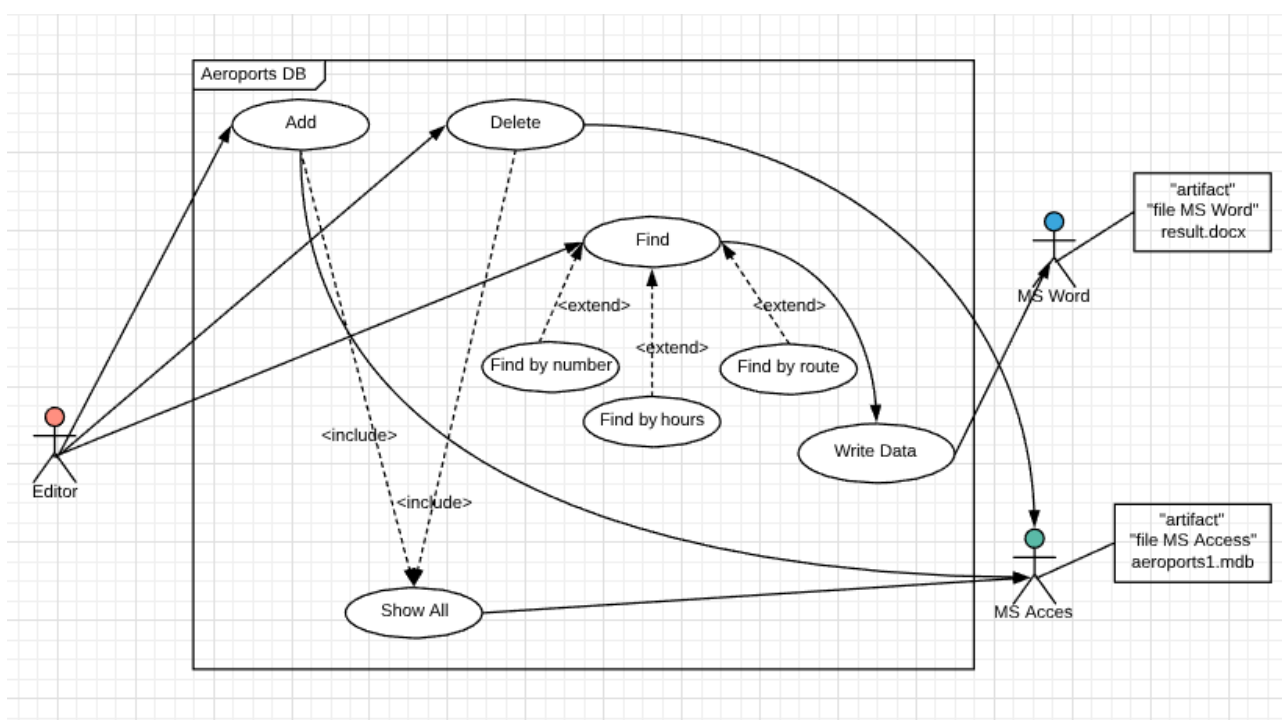 Aeroports DB
Add
Delete
"artifact"
"file MS Word"
result.docx
Find
MS Word
<extend>
<extend>
<extend>
Find by number
Find by route
Find by hours
<include>
Write Data
Editor
<include>
"artifact"
"file MS Access"
aeroports1.mdb
Show All
MS Acces